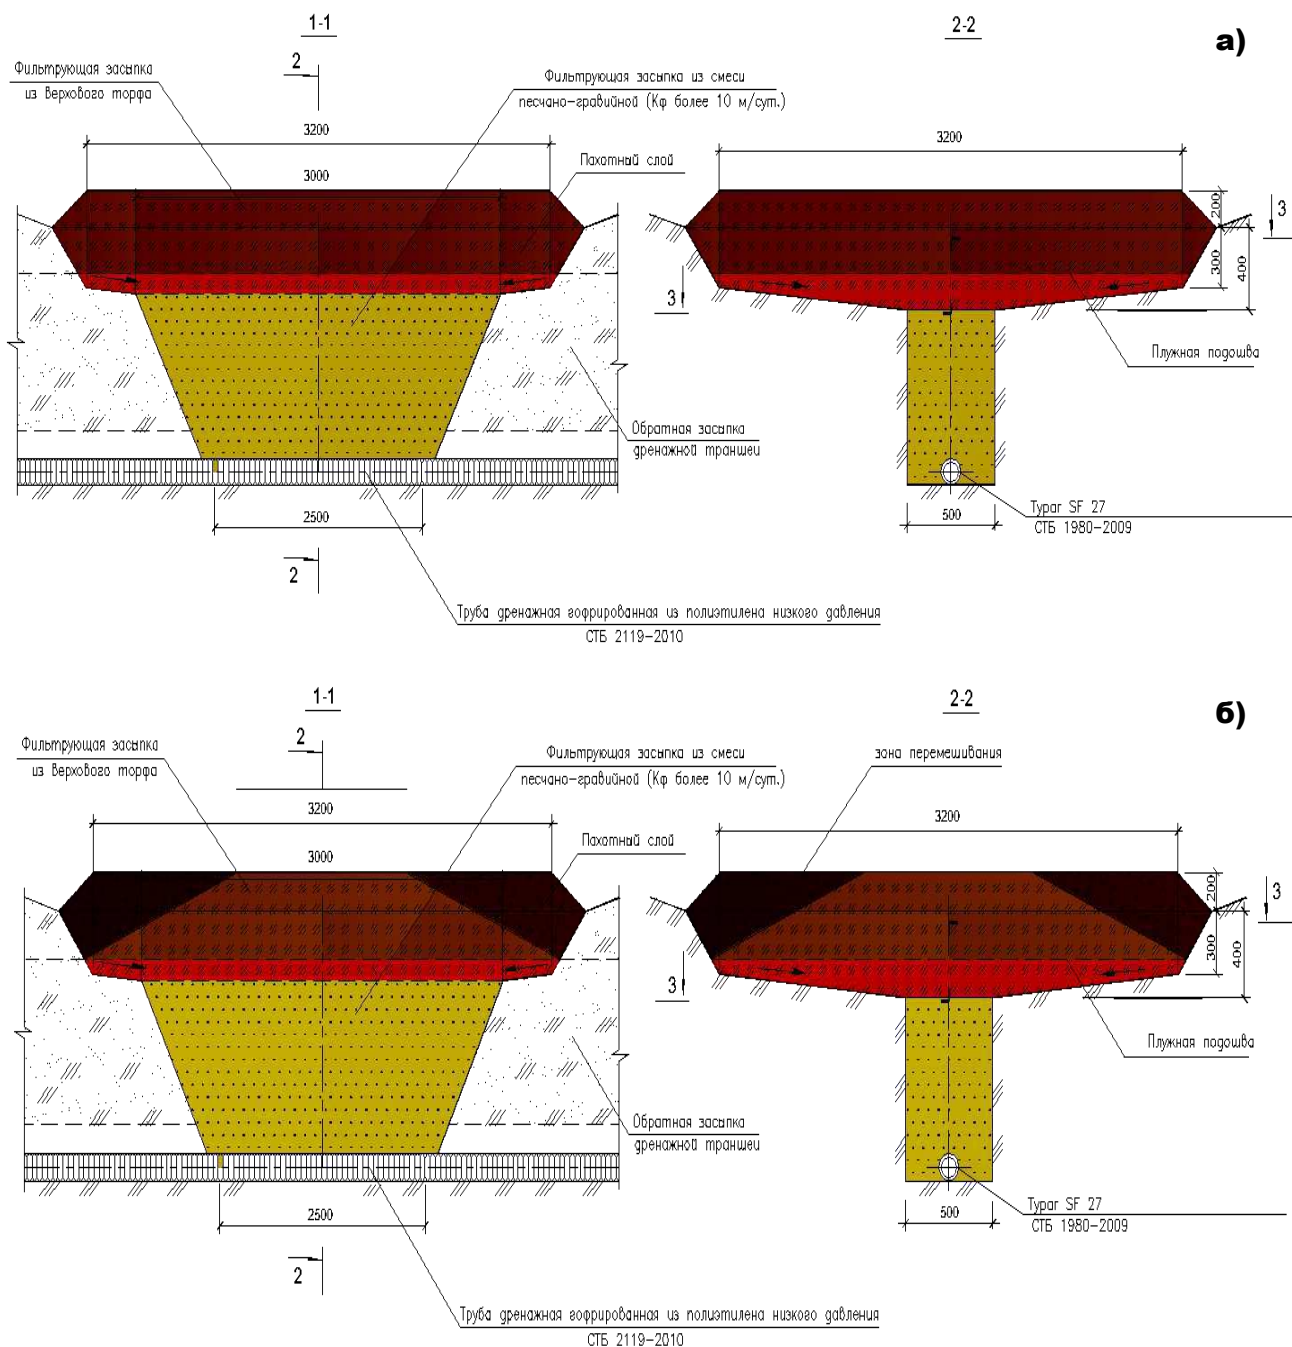 1-1
2-2
а)
2
Фильтрующая засыпка
из верхового торфа
Фильтрующая засыпка из смеси
песчано-гравийной (Кф более 10 м/сут.)
3200
3000
Пахотный слой
3200
200
3
300
400
3
Плужная подошва
Обратная засыпка
дренажной траншеи
2500
500
Typar SF 27
СТБ 1980-2009
2
Труба дренажная гофрированная из полиэтилена низкого давления
СТБ 2119-2010
1-1
2-2
б)
2
Фильтрующая засыпка
из верхового торфа
Фильтрующая засыпка из смеси
песчано-гравийной (Кф более 10 м/сут.)
зона перемешивания
3200
3000
Пахотный слой
3200
200
3
300
400
3
Плужная подошва
Обратная засыпка
дренажной траншеи
2500
500
Typar SF 27
СТБ 1980-2009
2
Труба дренажная гофрированная из полиэтилена низкого давления
СТБ 2119-2010